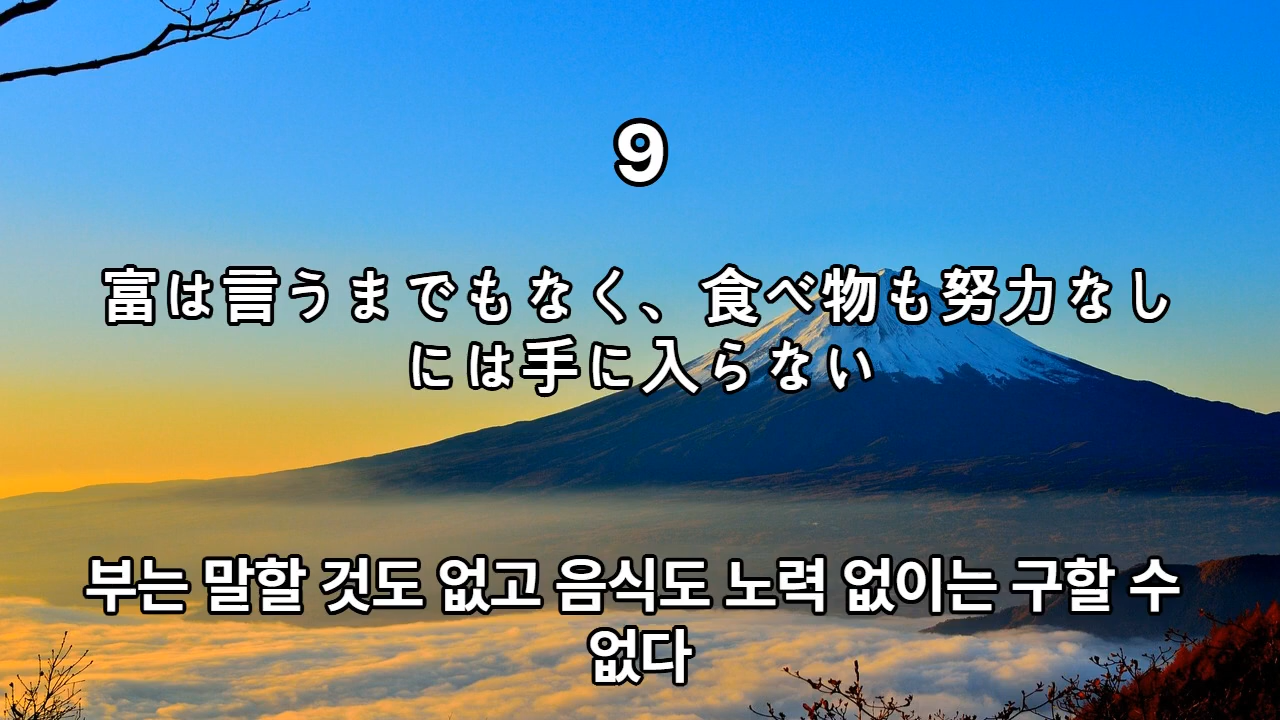 9
富は言うまでもなく、食べ物も努力なし
には手に入らない
부는 말할 것도 없고 음식도 노력 없이는 구할 수
없다